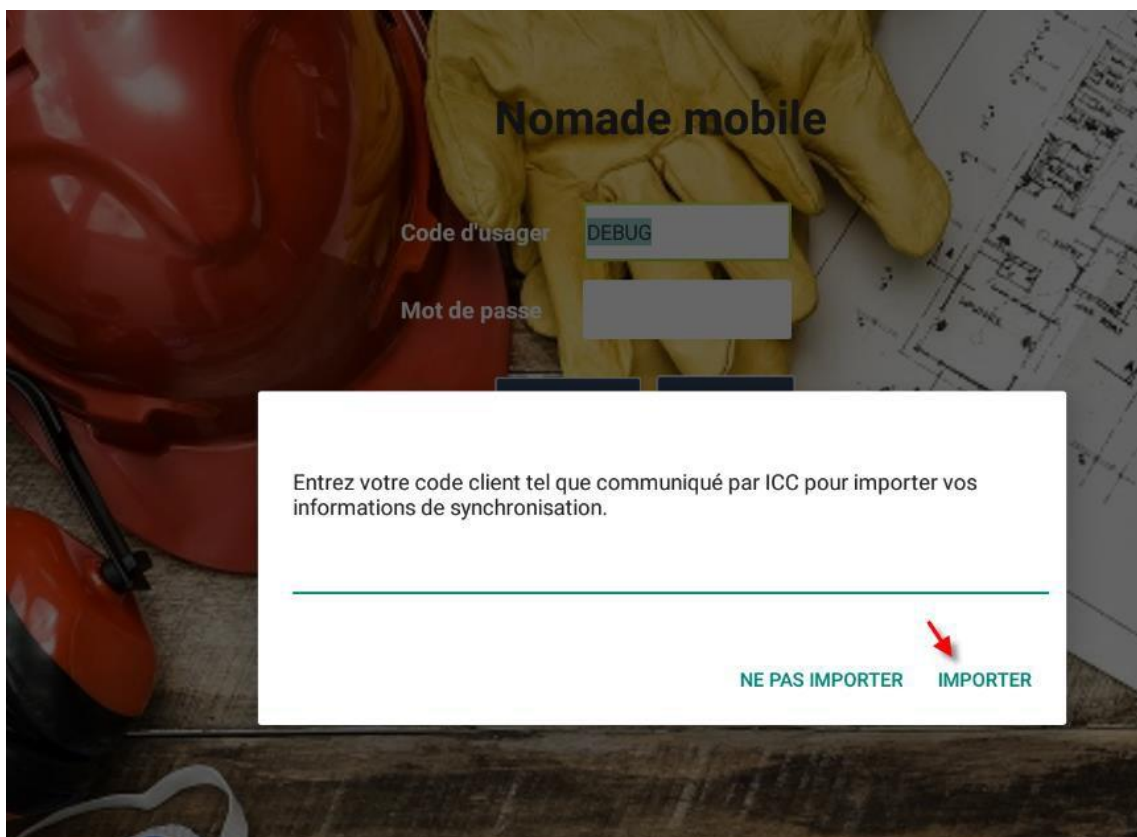 Nomade mobile
Code d'usager
DEBUG
Mot de passe
Entrez votre code client tel que communiqué par ICC pour importer vos
informations de synchronisation.
NE PAS IMPORTER
IMPORTER